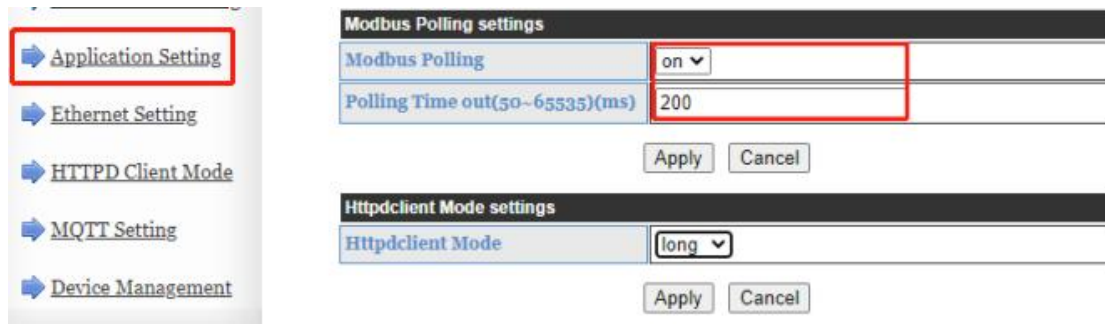 Application Setting
Ethernet Setting
HTTPD Client Mode
MQTT Setting
Device Management
Modbus Polling settings
Modbus Polling on
Polling Time out(50~65535)(ms) 200
Apply Cancel
Httpdclient Mode settings
Httpdclient Mode long
Apply Cancel